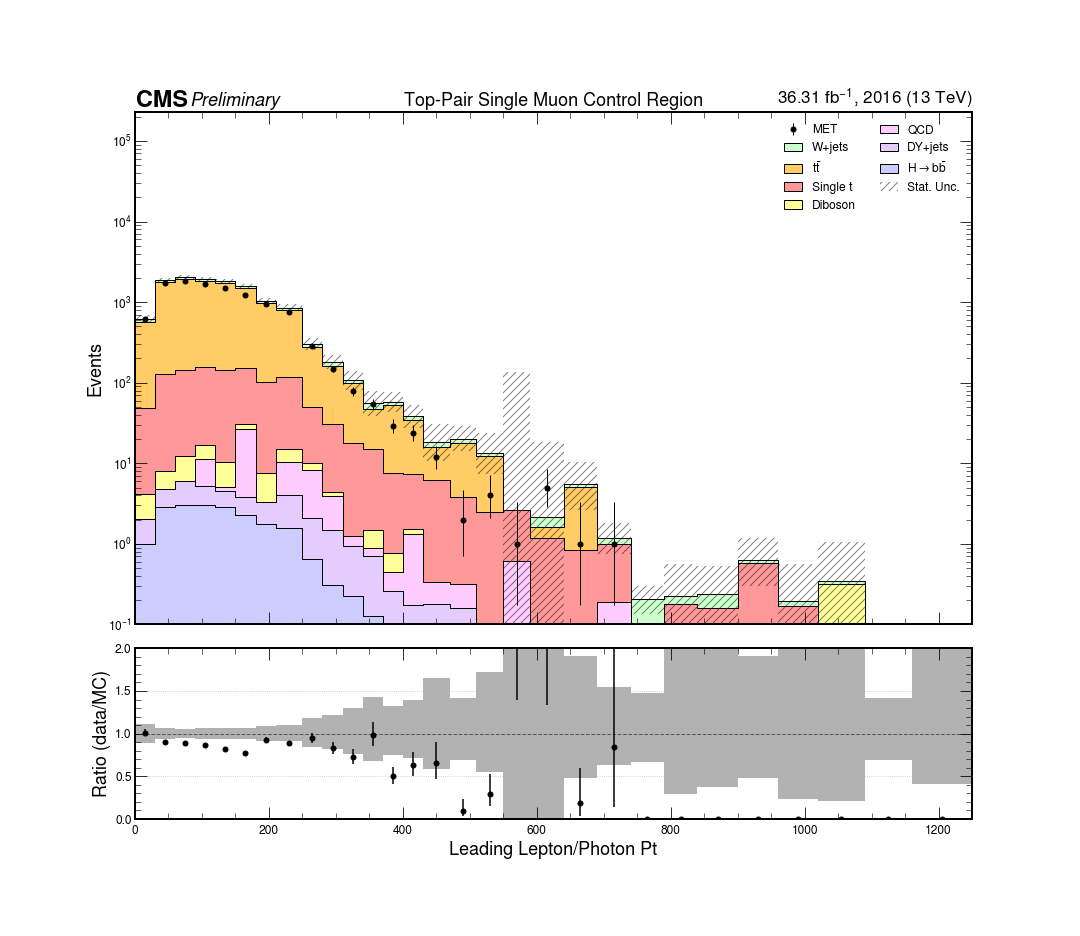 CMS Preliminary Top-Pair Single Muon Control Region 36.31 fb⁻¹, 2016 (13 TeV)
MET QCD
W+jets DY+jets
tt̄ H→bb̄
Single t Stat. Unc.
Diboson
Events
10⁵
10⁴
10³
10²
10¹
10⁰
10⁻¹
Ratio (data/MC)
2.0
1.5
1.0
0.5
0.0
0 200 400 600 800 1000 1200
Leading Lepton/Photon Pt